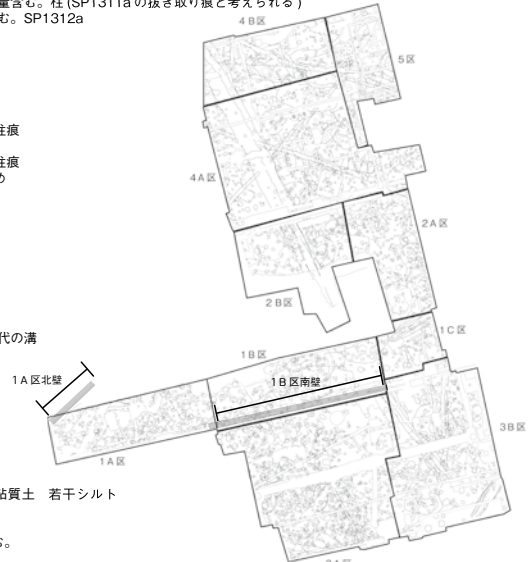 量含む。柱 (SP1311aの抜き取り痕と考えられる )
む。SP1312a
4B区
5区
柱痕
柱痕
め
4A区
2A区
2B区
代の溝
1C区
1B区
1A区北壁
1B区南壁
3B区
1A区
粘質土 若干シルト